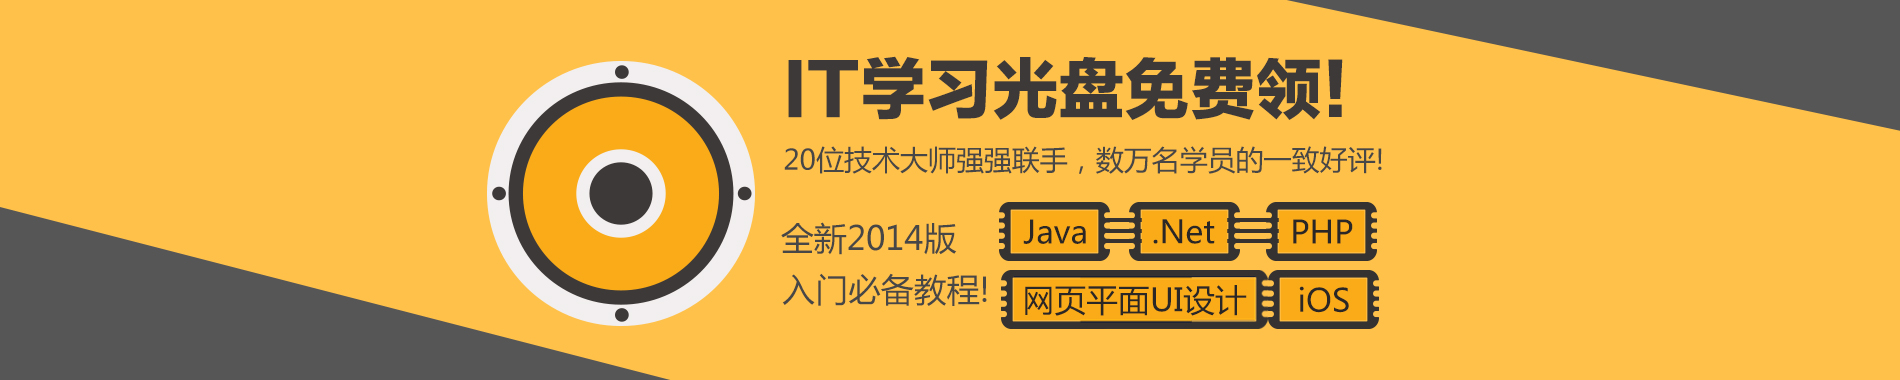 IT学习光盘免费领!
20位技术大师强强联手，数万名学员的一致好评!
全新2014版
Java .Net PHP
入门必备教程!
网页平面UI设计 iOS